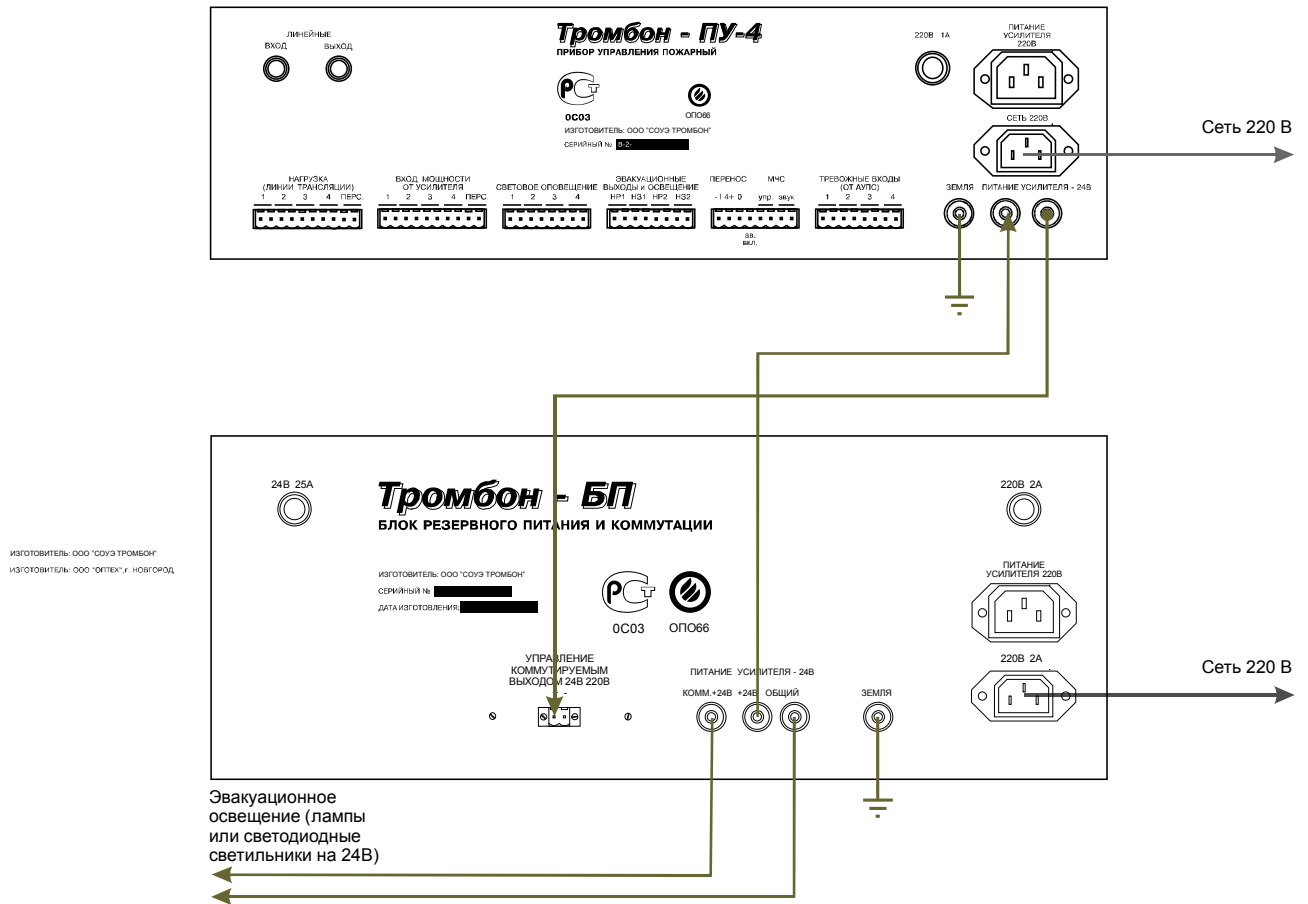 ЛИНЕЙНЫЕ
ВХОД ВЫХОД
Тромбон - ПУ-4
ПРИБОР УПРАВЛЕНИЯ ПОЖАРНЫЙ
220В 1А
ПИТАНИЕ
УСИЛИТЕЛЯ
220В
ОС03
ОПО66
ИЗГОТОВИТЕЛЬ: ООО "СОУЭ ТРОМБОН"
СЕРИЙНЫЙ № В-2-
СЕТЬ 220В
Сеть 220 В
НАГРУЗКА
(ЛИНИИ ТРАНСЛЯЦИИ)
1 2 3 4 ПЕРС.
ВХОД МОЩНОСТИ
ОТ УСИЛИТЕЛЯ
1 2 3 4 ПЕРС.
СВЕТОВОЕ ОПОВЕЩЕНИЕ
1 2 3 4
ЭВАКУАЦИОННЫЕ
ВЫХОДЫ и ОСВЕЩЕНИЕ
НР1 НЗ1 НР2 НЗ2
ПЕРЕНОС МЧС
-1 4+ 0 упр. звук
ав.
вкл.
ТРЕВОЖНЫЕ ВХОДЫ
(ОТ АУПС)
1 2 3 4
ЗЕМЛЯ ПИТАНИЕ УСИЛИТЕЛЯ - 24В
24В 25А
Тромбон - БП
БЛОК РЕЗЕРВНОГО ПИТАНИЯ И КОММУТАЦИИ
220В 2А
ИЗГОТОВИТЕЛЬ: ООО "СОУЭ ТРОМБОН"
ИЗГОТОВИТЕЛЬ: ООО "ОПТЕХ",г. НОВГОРОД
ИЗГОТОВИТЕЛЬ: ООО "СОУЭ ТРОМБОН"
СЕРИЙНЫЙ №
ДАТА ИЗГОТОВЛЕНИЯ:
ОС03
ОПО66
ПИТАНИЕ
УСИЛИТЕЛЯ 220В
УПРАВЛЕНИЕ
КОММУТИРУЕМЫМ
ВЫХОДОМ 24В 220В
+ -
ПИТАНИЕ УСИЛИТЕЛЯ - 24В
КОММ.+24В +24В ОБЩИЙ
ЗЕМЛЯ
220В 2А
Сеть 220 В
Эвакуационное
освещение (лампы
или светодиодные
светильники на 24В)